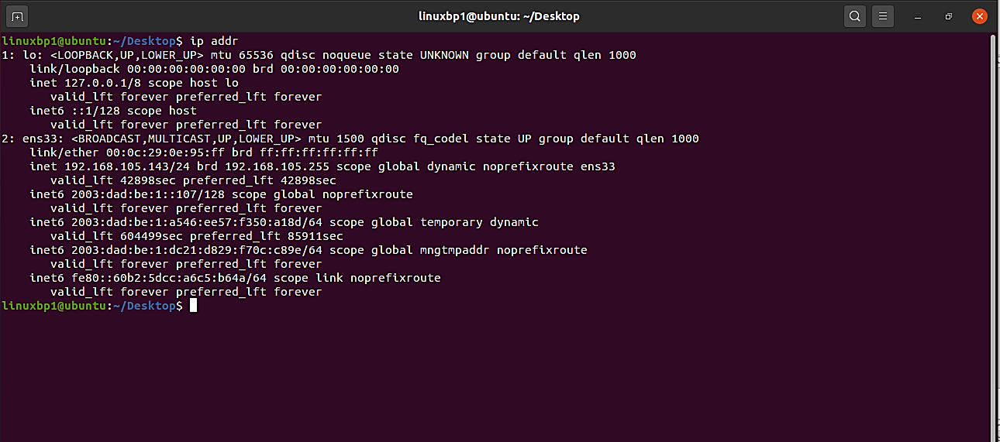 linuxbp1@ubuntu: ~/Desktop
linuxbp1@ubuntu:~/Desktop$ ip addr
1: lo: <LOOPBACK,UP,LOWER_UP> mtu 65536 qdisc noqueue state UNKNOWN group default qlen 1000
    link/loopback 00:00:00:00:00:00 brd 00:00:00:00:00:00
    inet 127.0.0.1/8 scope host lo
       valid_lft forever preferred_lft forever
    inet6 ::1/128 scope host
       valid_lft forever preferred_lft forever
2: ens33: <BROADCAST,MULTICAST,UP,LOWER_UP> mtu 1500 qdisc fq_codel state UP group default qlen 1000
    link/ether 00:0c:29:0e:95:ff brd ff:ff:ff:ff:ff:ff
    inet 192.168.105.143/24 brd 192.168.105.255 scope global dynamic noprefixroute ens33
       valid_lft 42898sec preferred_lft 42898sec
    inet6 2003:dad:be:1::107/128 scope global noprefixroute
       valid_lft forever preferred_lft forever
    inet6 2003:dad:be:1:a546:ee57:f350:a18d/64 scope global temporary dynamic
       valid_lft 604499sec preferred_lft 85911sec
    inet6 2003:dad:be:1:dc21:d829:f70c:c89e/64 scope global mngtmpaddr noprefixroute
       valid_lft forever preferred_lft forever
    inet6 fe80::60b2:5dcc:a6c5:b64a/64 scope link noprefixroute
       valid_lft forever preferred_lft forever
linuxbp1@ubuntu:~/Desktop$